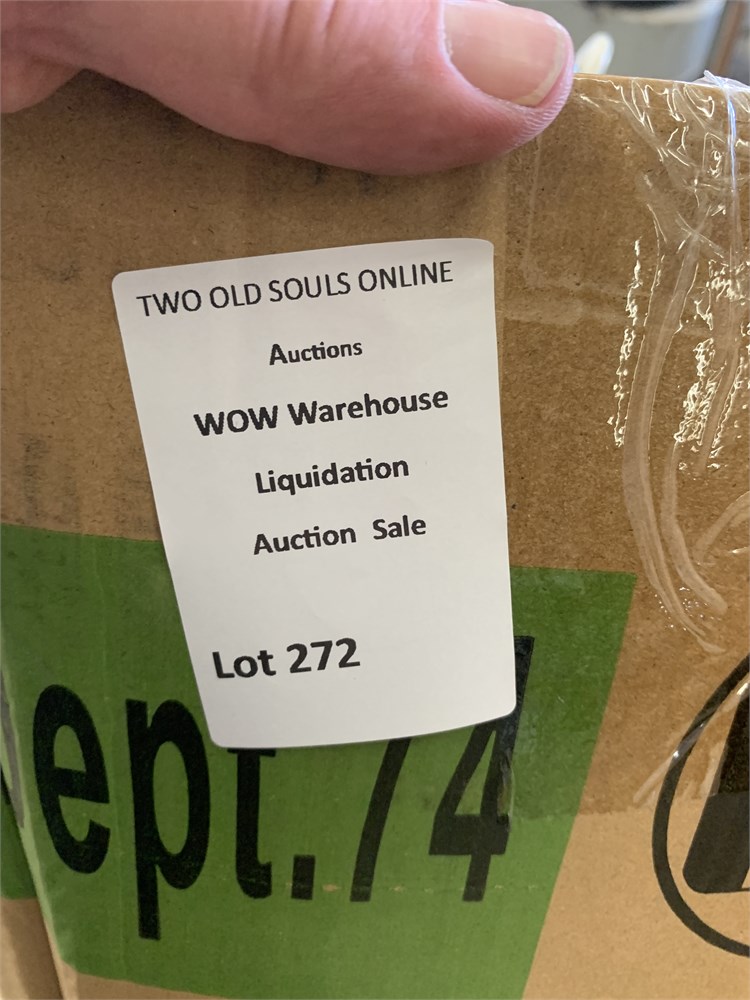 TWO OLD SOULS ONLINE
Auctions
WOW Warehouse
Liquidation
Auction Sale
Lot 272
ept.74